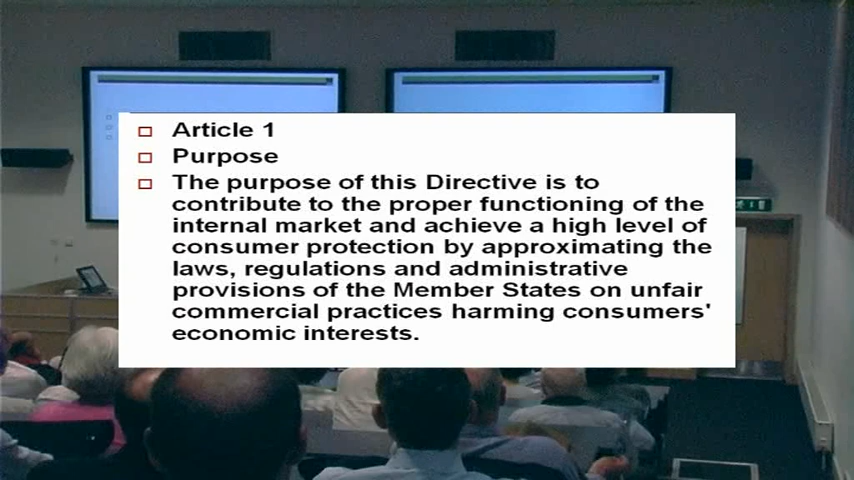 Article 1
Purpose
The purpose of this Directive is to
contribute to the proper functioning of the
internal market and achieve a high level of
consumer protection by approximating the
laws, regulations and administrative
provisions of the Member States on unfair
commercial practices harming consumers'
economic interests.